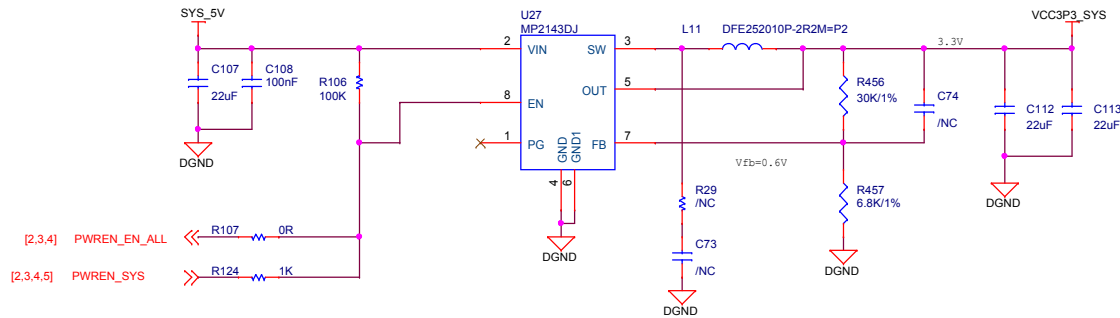 SYS_5V
U27
MP2143DJ
L11 DFE252010P-2R2M=P2
VCC3P3_SYS
3.3V
2 VIN
SW 3
C107
22uF
C108
100nF
R106
100K
OUT 5
R456
30K/1%
C74
/NC
C112
22uF
C113
22uF
8 EN
1 PG
GND
GND1
FB 7
4
6
Vfb=0.6V
DGND
R29
/NC
R457
6.8K/1%
DGND
[2,3,4] PWREN_EN_ALL
R107 0R
DGND
C73
/NC
DGND
[2,3,4,5] PWREN_SYS
R124 1K
DGND